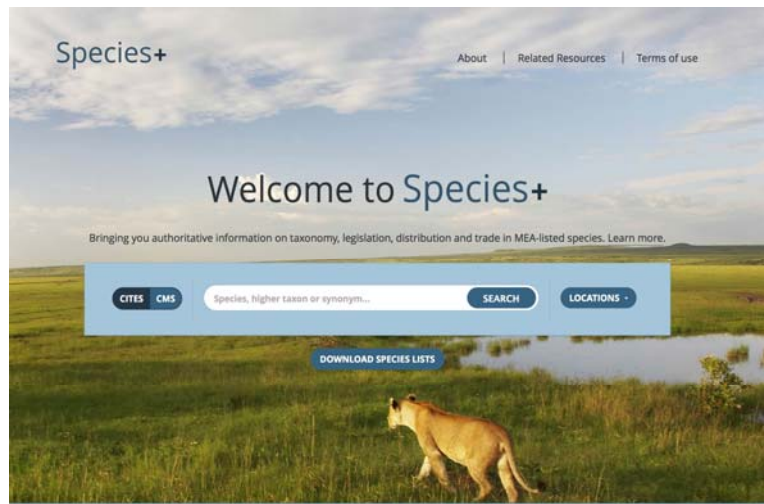 Species+
About | Related Resources | Terms of use
Welcome to Species+
Bringing you authoritative information on taxonomy, legislation, distribution and trade in MEA-listed species. Learn more.
CITES CMS Species, higher taxon or synonym... SEARCH LOCATIONS
DOWNLOAD SPECIES LISTS